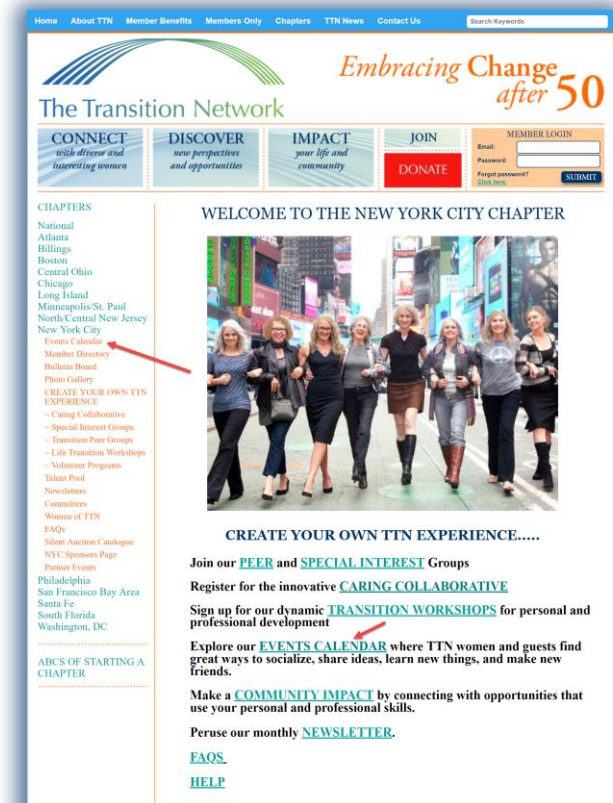 Home About TTN Member Benefits Members Only Chapters TTN News Contact Us Search Keywords
The Transition Network
Embracing Change
after 50
CONNECT
with diverse and
interesting women
DISCOVER
new perspectives
and opportunities
IMPACT
your life and
community
JOIN
DONATE
MEMBER LOGIN
Email:
Password:
Forgot password?
Click here.
SUBMIT
CHAPTERS
National
Atlanta
Billings
Boston
Central Ohio
Chicago
Long Island
Minneapolis/St. Paul
North/Central New Jersey
New York City
Events Calendar
Member Directory
Bulletin Board
Photo Gallery
CREATE YOUR OWN TTN
EXPERIENCE
~ Caring Collaborative
~ Special Interest Groups
~ Transition Peer Groups
~ Life Transition Workshops
~ Volunteer Programs
Talent Pool
Newsletters
Committees
Women of TTN
FAQs
Silent Auction Catalogue
NYC Sponsors Page
Partner Events
Philadelphia
San Francisco Bay Area
Santa Fe
South Florida
Washington, DC
ABCS OF STARTING A
CHAPTER
WELCOME TO THE NEW YORK CITY CHAPTER
CREATE YOUR OWN TTN EXPERIENCE.....
Join our PEER and SPECIAL INTEREST Groups
Register for the innovative CARING COLLABORATIVE
Sign up for our dynamic TRANSITION WORKSHOPS for personal and
professional development
Explore our EVENTS CALENDAR where TTN women and guests find
great ways to socialize, share ideas, learn new things, and make new
friends.
Make a COMMUNITY IMPACT by connecting with opportunities that
use your personal and professional skills.
Peruse our monthly NEWSLETTER.
FAQS
HELP